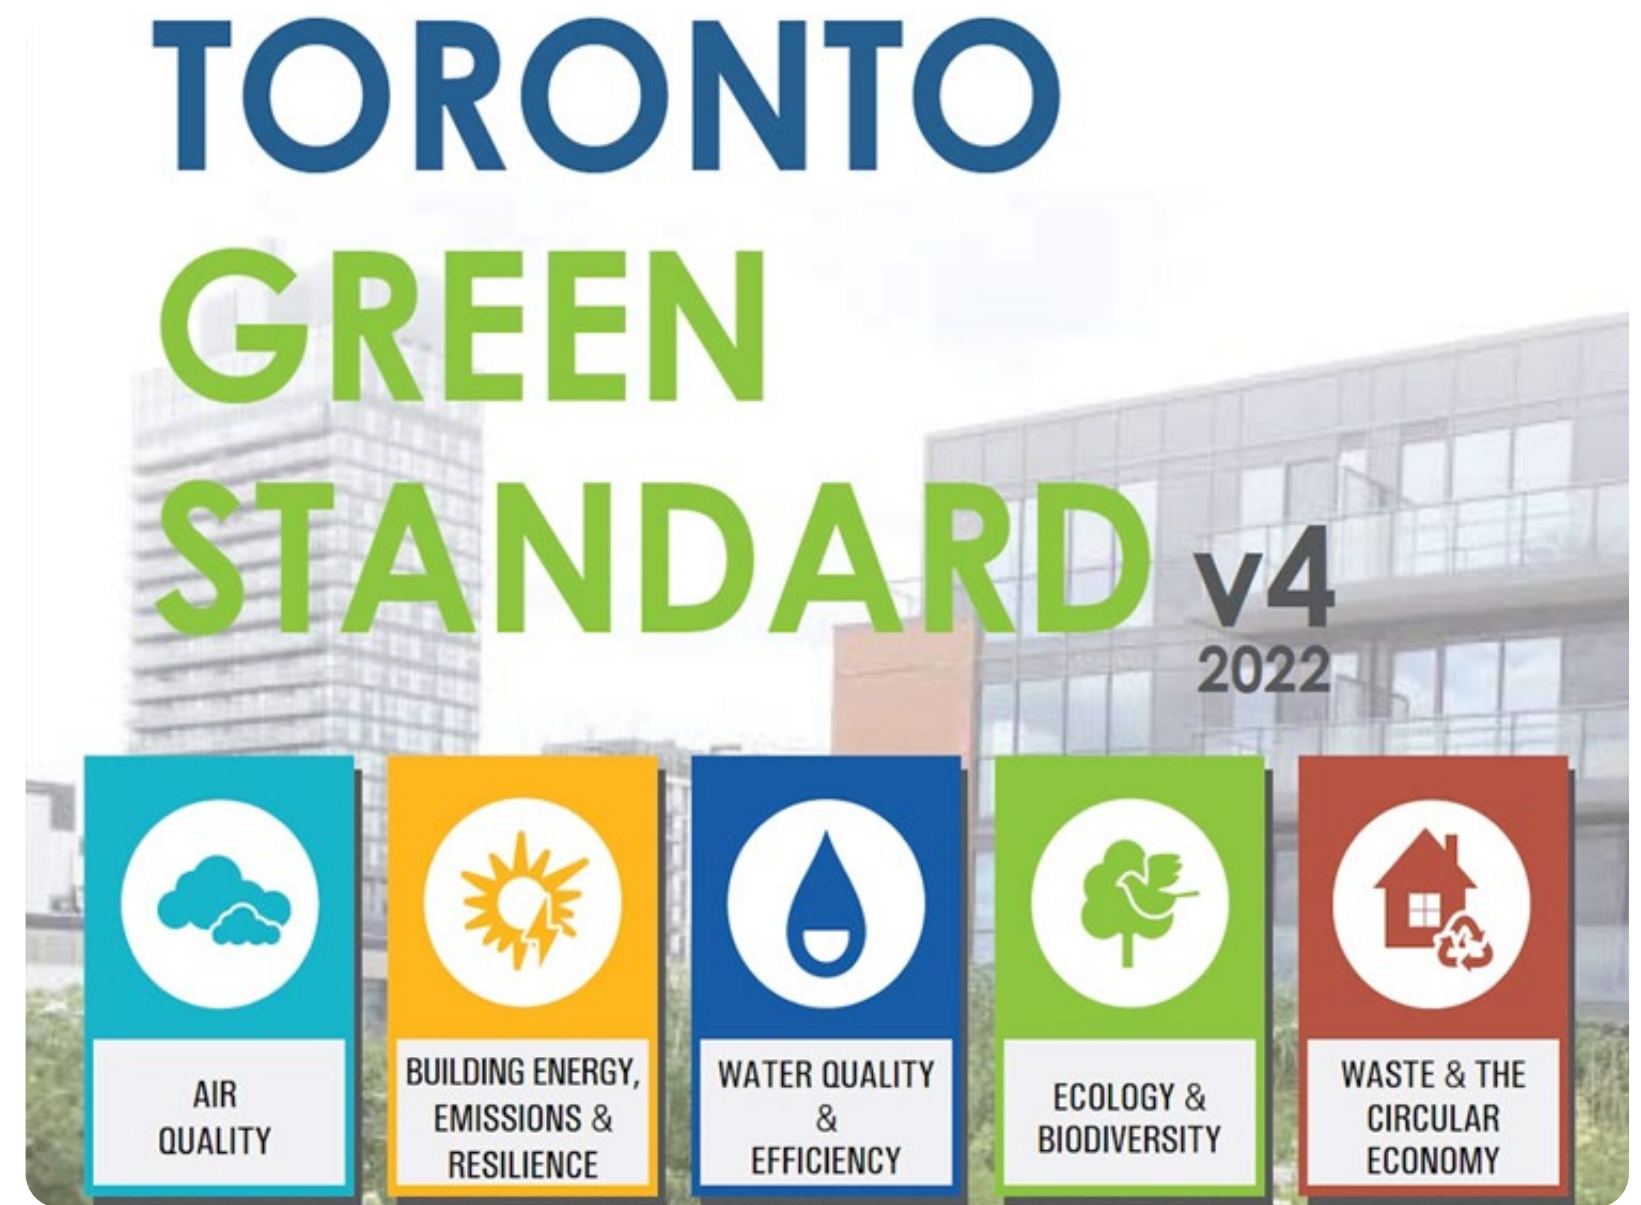 TORONTO
GREEN
STANDARD v4
2022
AIR
QUALITY
BUILDING ENERGY,
EMISSIONS &
RESILIENCE
WATER QUALITY
&
EFFICIENCY
ECOLOGY &
BIODIVERSITY
WASTE & THE
CIRCULAR
ECONOMY